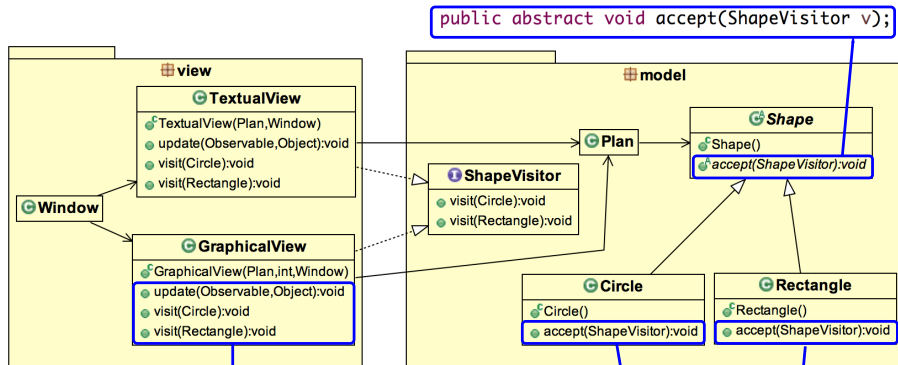 public abstract void accept(ShapeVisitor v);
view
TextualView
TextualView(Plan,Window)
update(Observable,Object):void
visit(Circle):void
visit(Rectangle):void
Window
GraphicalView
GraphicalView(Plan,int,Window)
update(Observable,Object):void
visit(Circle):void
visit(Rectangle):void
model
Plan
ShapeVisitor
visit(Circle):void
visit(Rectangle):void
Shape
Shape()
accept(ShapeVisitor):void
Circle
Circle()
accept(ShapeVisitor):void
Rectangle
Rectangle()
accept(ShapeVisitor):void